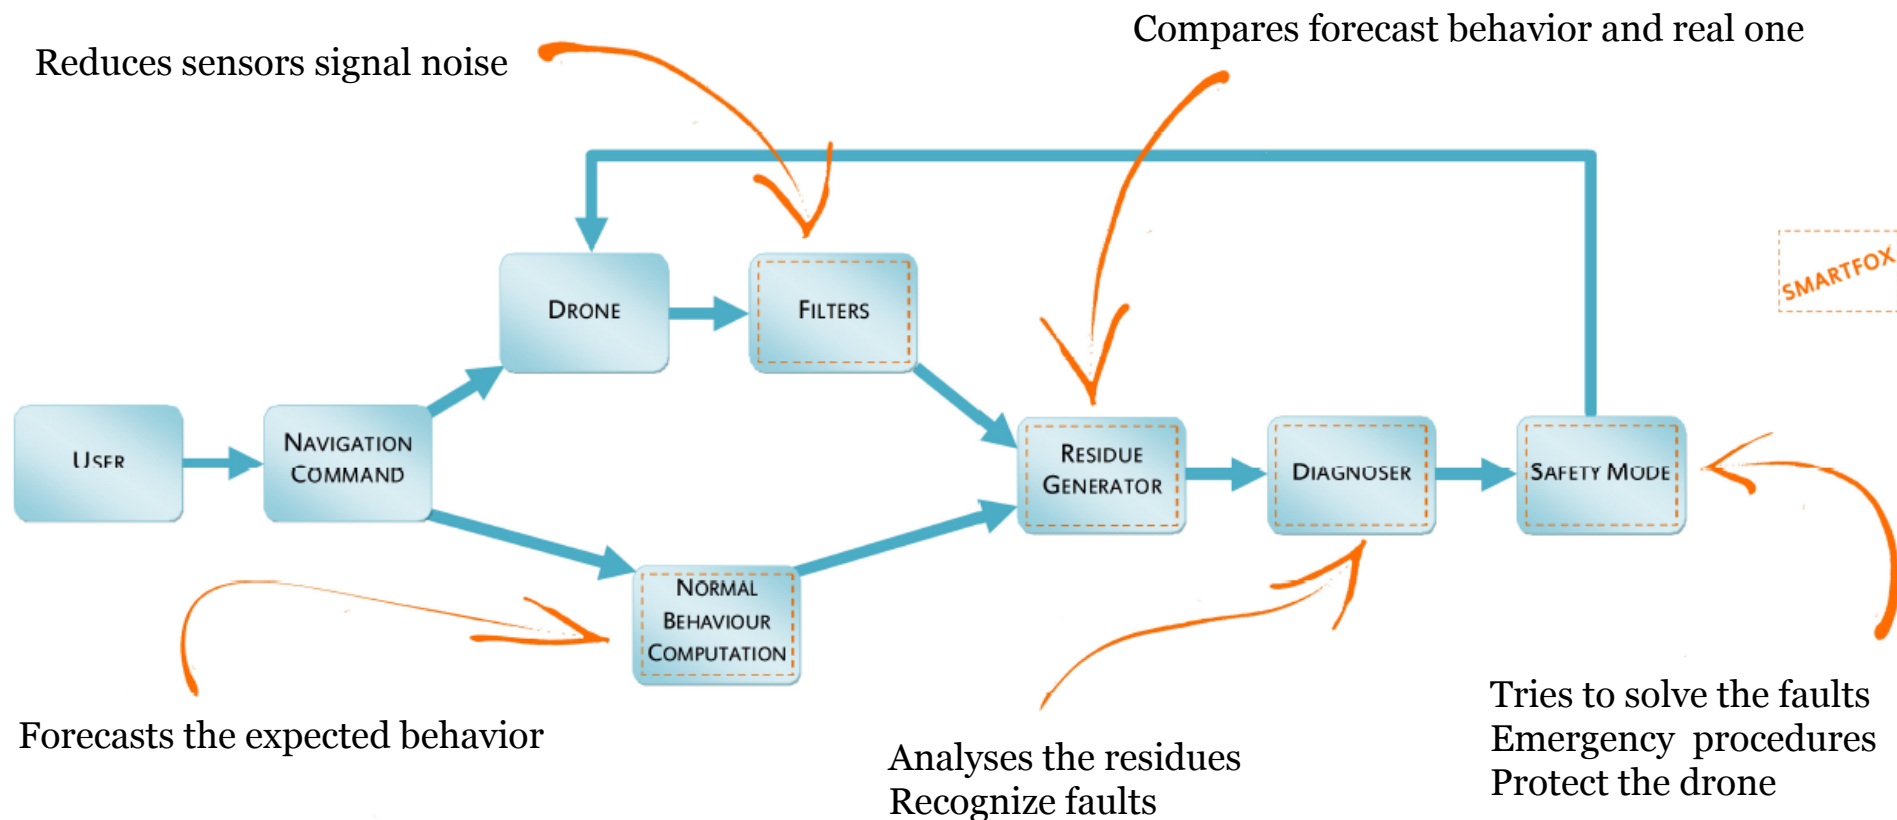 Compares forecast behavior and real one
Reduces sensors signal noise
SMARTFOX
DRONE
FILTERS
USER
NAVIGATION
COMMAND
RESIDUE
GENERATOR
DIAGNOSER
SAFETY MODE
NORMAL
BEHAVIOUR
COMPUTATION
Forecasts the expected behavior
Analyses the residues
Recognize faults
Tries to solve the faults
Emergency procedures
Protect the drone